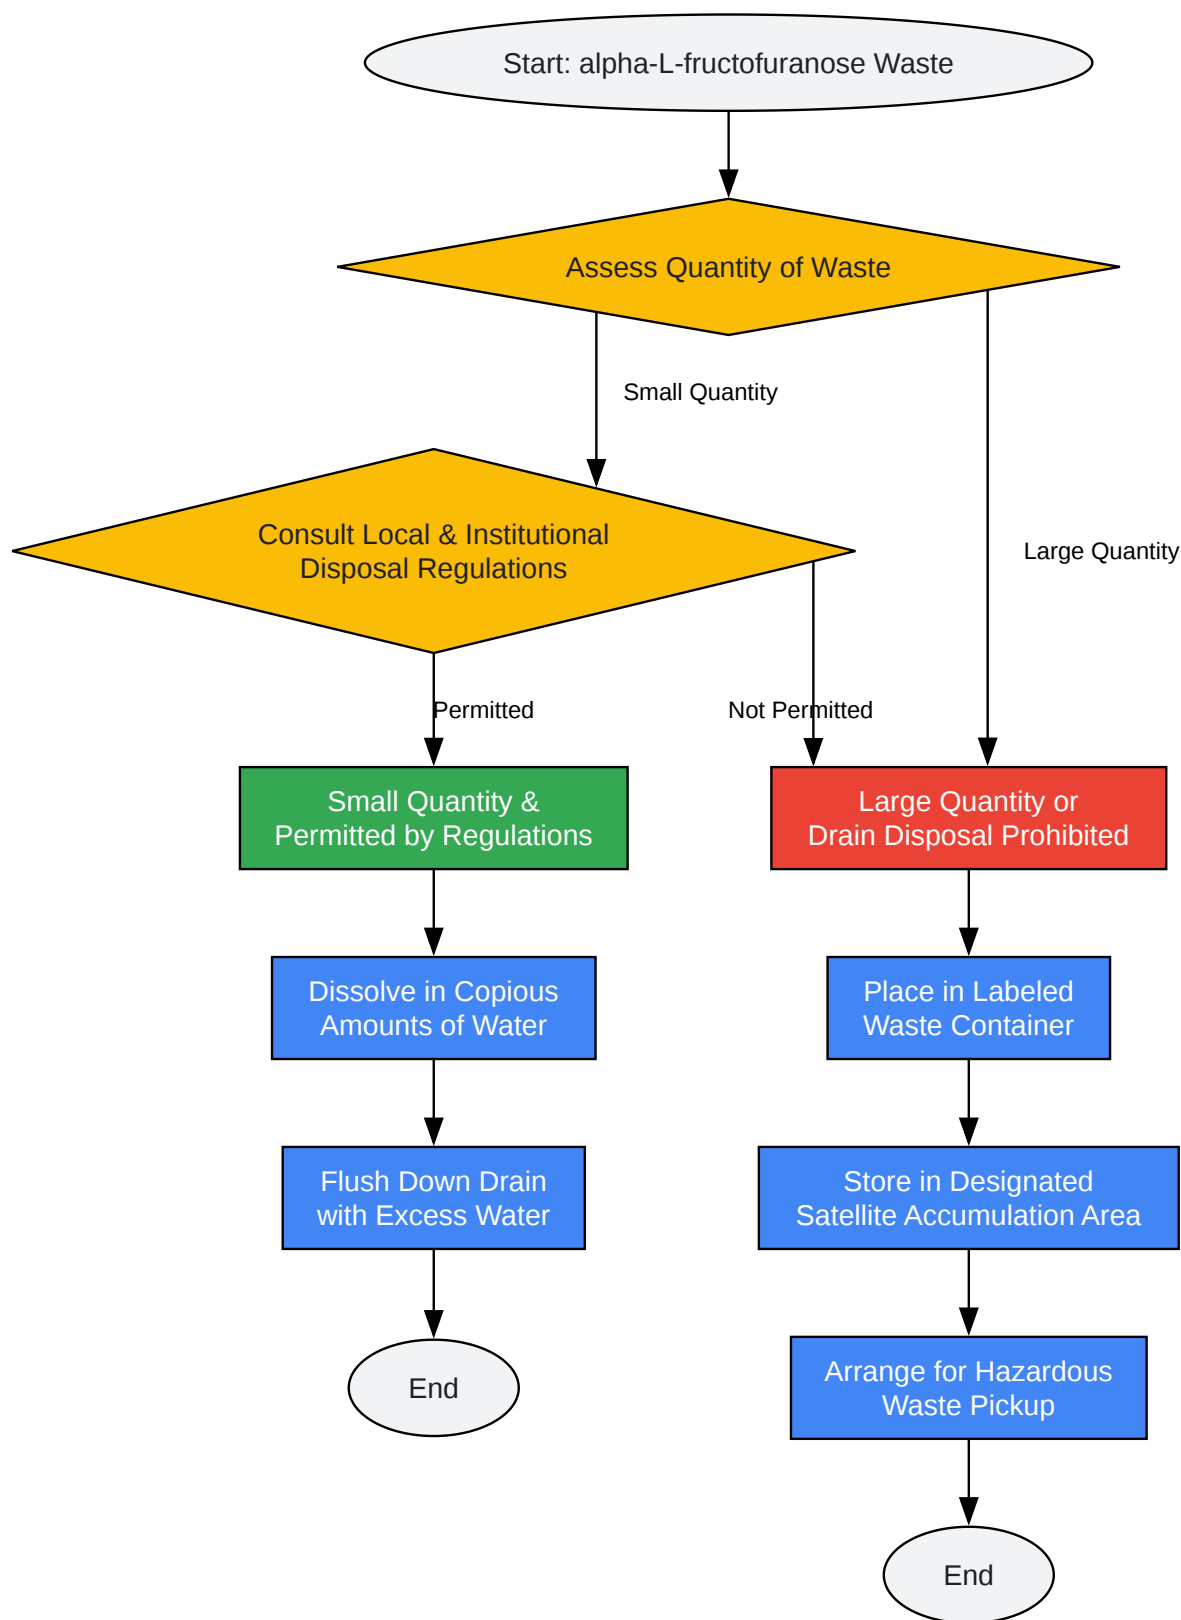 Start: alpha-L-fructofuranose Waste
Assess Quantity of Waste
Small Quantity
Consult Local & Institutional
Disposal Regulations
Large Quantity
Permitted
Not Permitted
Small Quantity &
Permitted by Regulations
Large Quantity or
Drain Disposal Prohibited
Dissolve in Copious
Amounts of Water
Place in Labeled
Waste Container
Flush Down Drain
with Excess Water
Store in Designated
Satellite Accumulation Area
End
Arrange for Hazardous
Waste Pickup
End